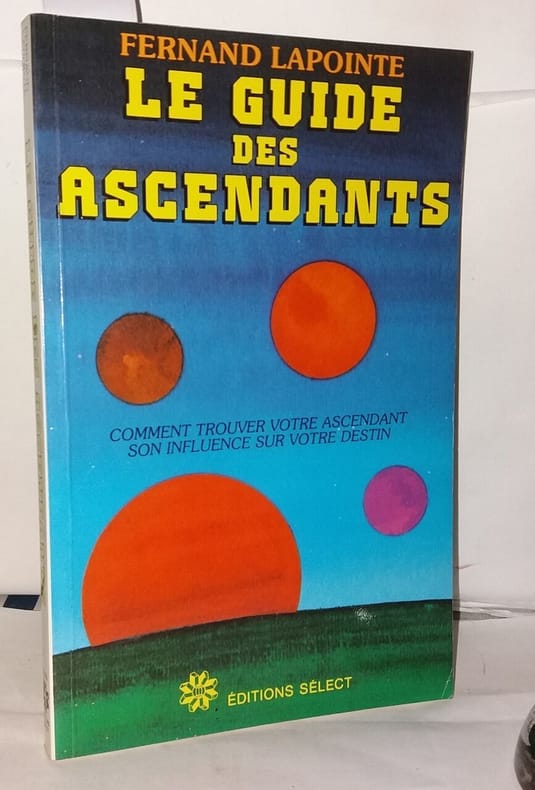 FERNAND LAPOINTE
LE GUIDE
DES
ASCENDANTS
COMMENT TROUVER VOTRE ASCENDANT
SON INFLUENCE SUR VOTRE DESTIN
ÉDITIONS SÉLECT